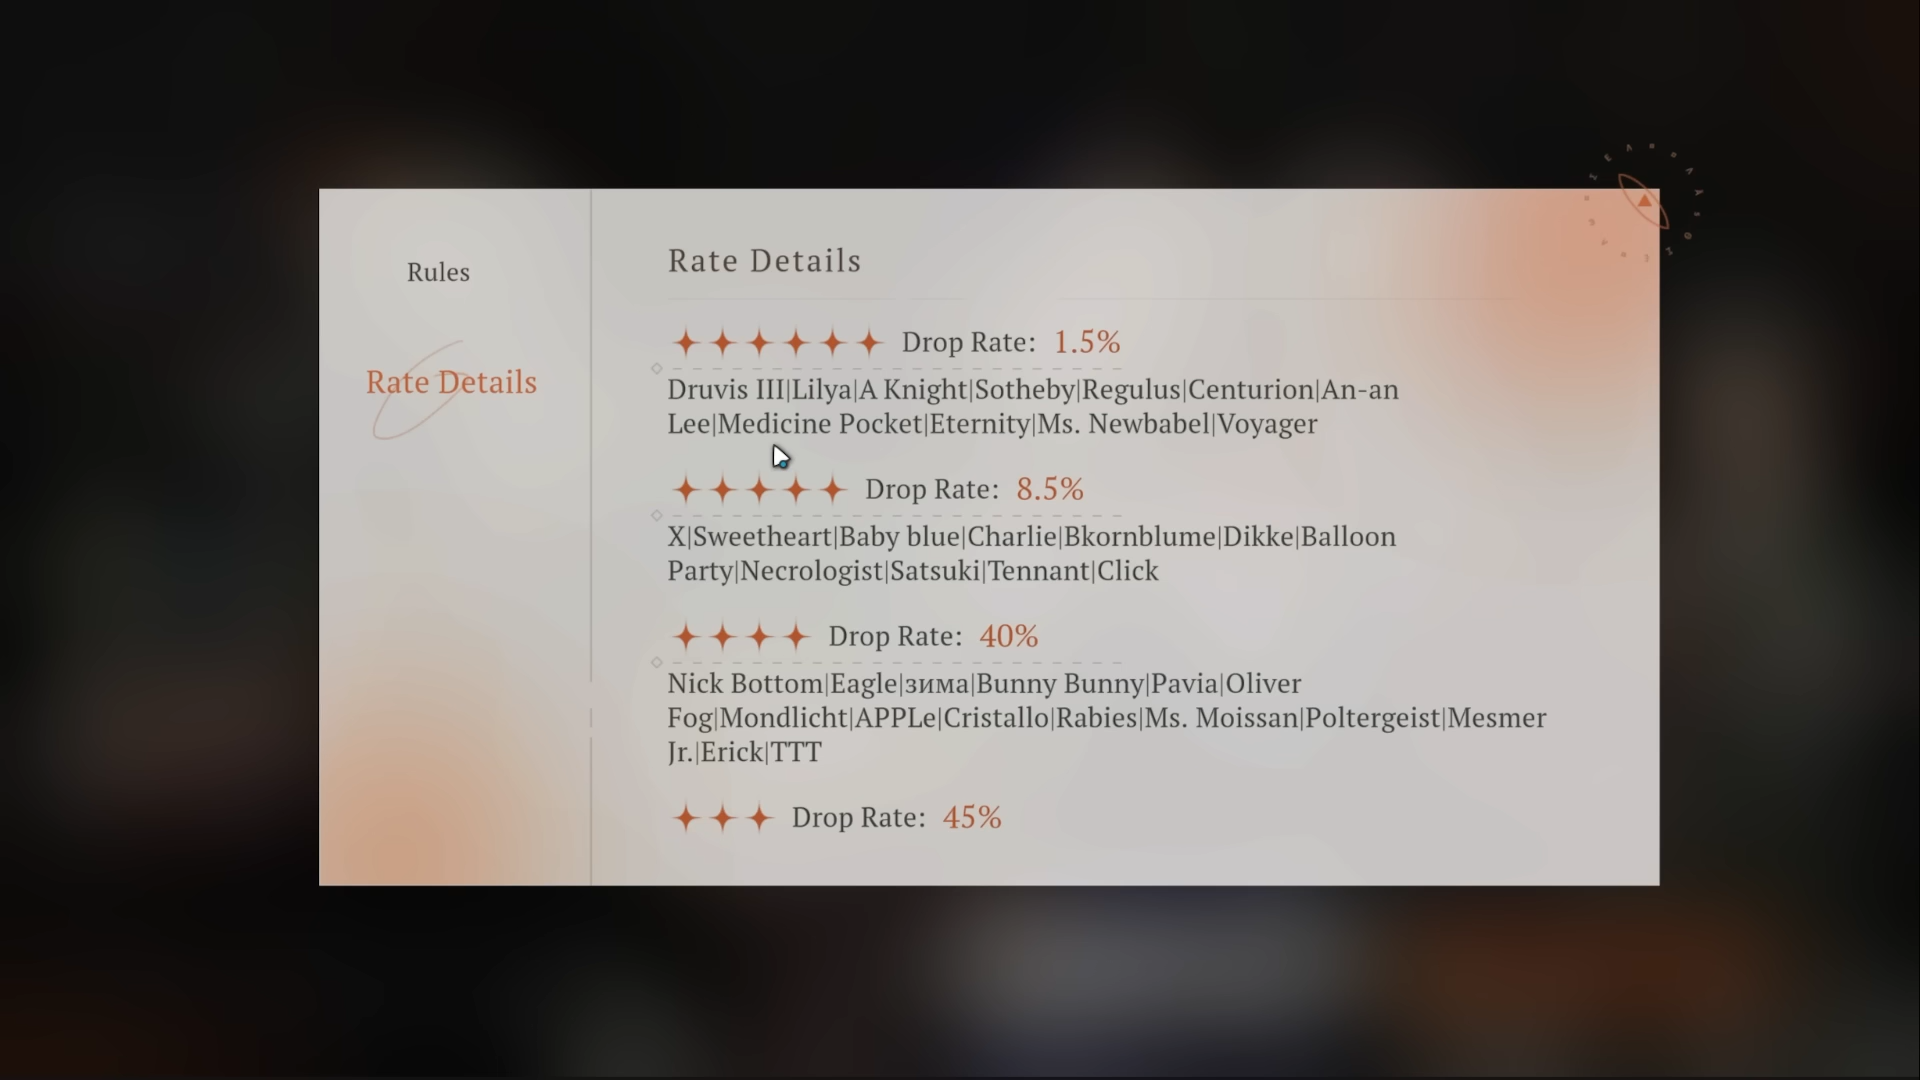 Rules
Rate Details
Rate Details
Drop Rate: 1.5%
Druvis III|Lilya|A Knight|Sotheby|Regulus|Centurion|An-an
Lee|Medicine Pocket|Eternity|Ms. Newbabel|Voyager
Drop Rate: 8.5%
X|Sweetheart|Baby blue|Charlie|Bkornblume|Dikke|Balloon
Party|Necrologist|Satsuki|Tennant|Click
Drop Rate: 40%
Nick Bottom|Eagle|зима|Bunny Bunny|Pavia|Oliver
Fog|Mondlicht|APPLe|Cristallo|Rabies|Ms. Moissan|Poltergeist|Mesmer
Jr.|Erick|TTT
Drop Rate: 45%